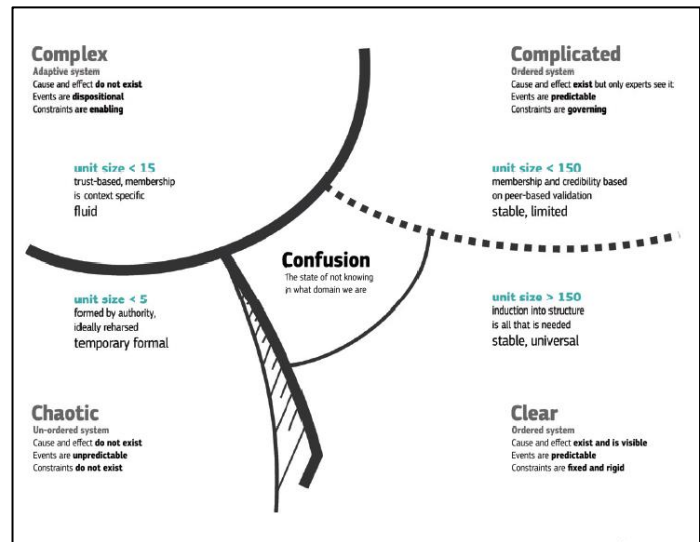 Complex
Adaptive system
Cause and effect do not exist
Events are dispositional
Constraints are enabling
unit size < 15
trust-based, membership
is context specific
fluid
Complicated
Ordered system
Cause and effect exist but only experts see it
Events are predictable
Constraints are governing
unit size < 150
membership and credibility based
on peer-based validation
stable, limited
Confusion
The state of not knowing
in what domain we are
unit size < 5
formed by authority,
ideally reharsed
temporary formal
Chaotic
Un-ordered system
Cause and effect do not exist
Events are unpredictable
Constraints do not exist
unit size > 150
induction into structure
is all that is needed
stable, universal
Clear
Ordered system
Cause and effect exist and is visible
Events are predictable
Constraints are fixed and rigid